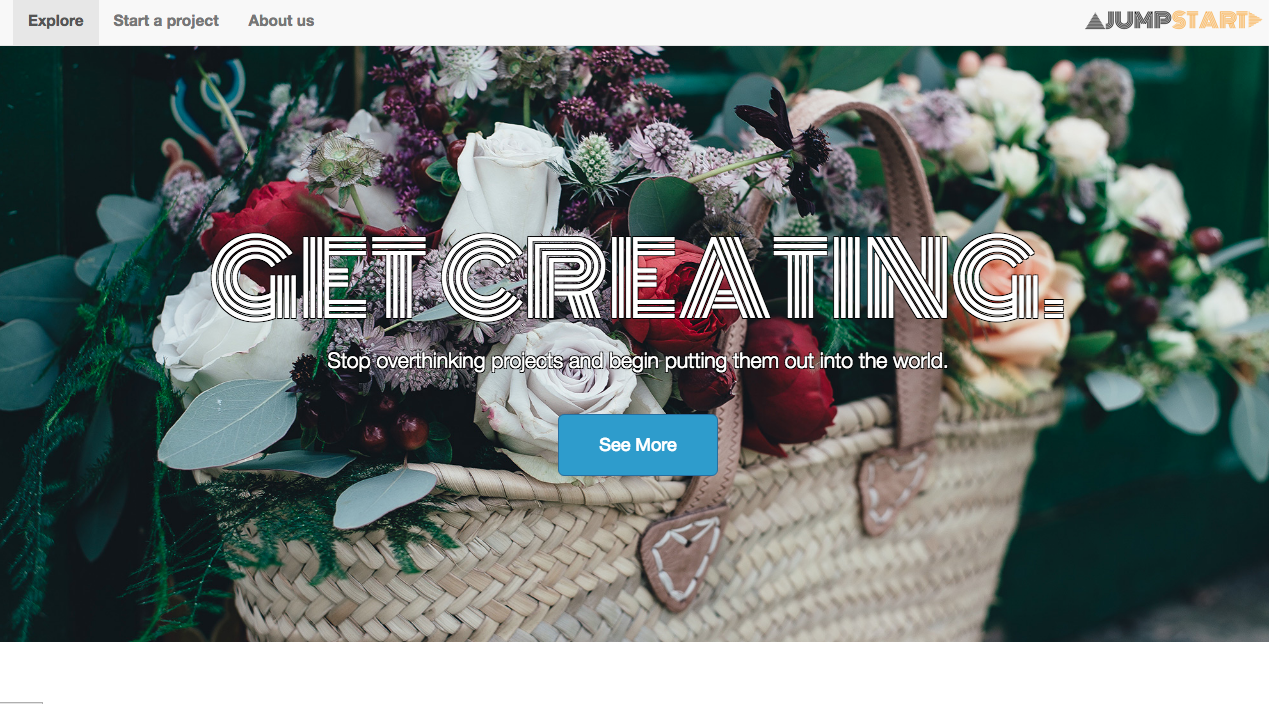 Explore
Start a project
About us
JUMPSTART
GET CREATING.
Stop overthinking projects and begin putting them out into the world.
See More